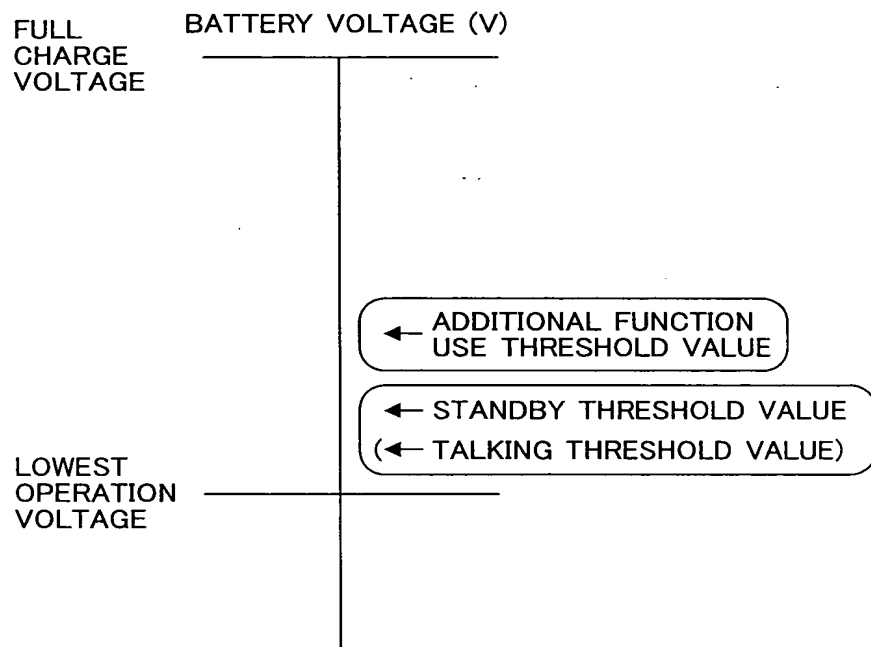 BATTERY VOLTAGE (V)
FULL
CHARGE
VOLTAGE
← ADDITIONAL FUNCTION
USE THRESHOLD VALUE
← STANDBY THRESHOLD VALUE
(← TALKING THRESHOLD VALUE)
LOWEST
OPERATION
VOLTAGE